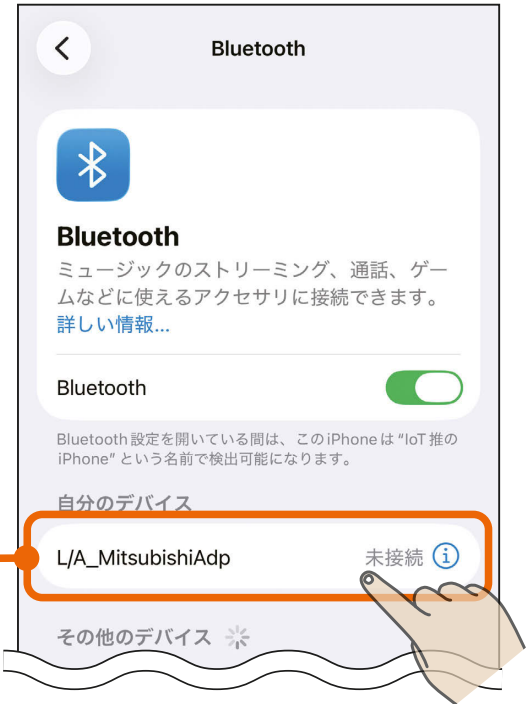 Bluetooth
Bluetooth
ミュージックのストリーミング、通話、ゲー
ムなどに使えるアクセサリに接続できます。
詳しい情報...
Bluetooth
Bluetooth 設定を開いている間は、この iPhone は “IoT 推の
iPhone” という名前で検出可能になります。
自分のデバイス
L/A_MitsubishiAdp 未接続
その他のデバイス